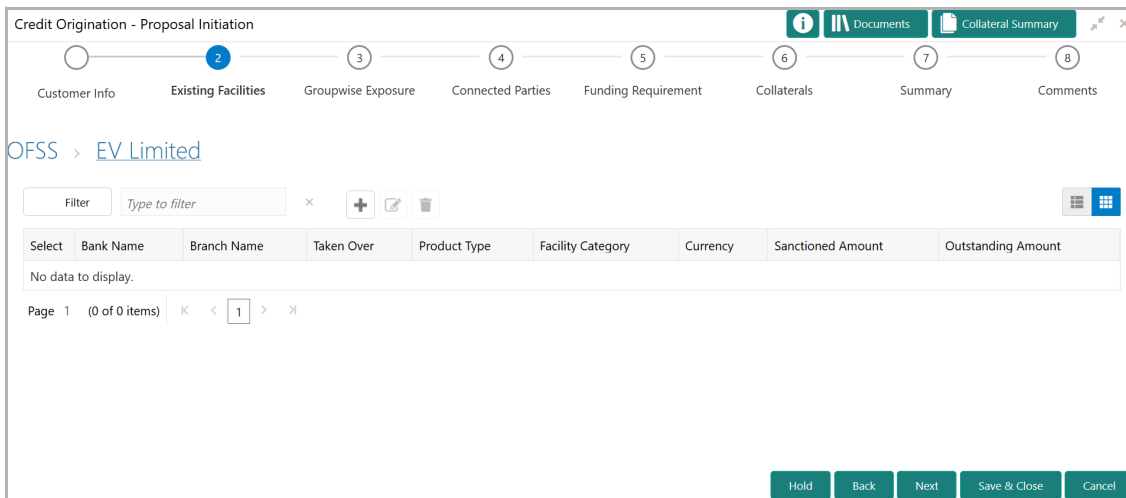 Credit Origination - Proposal Initiation
i Documents Collateral Summary
2 3 4 5 6 7 8
Customer Info Existing Facilities Groupwise Exposure Connected Parties Funding Requirement Collaterals Summary Comments
OFSS > EV Limited
Filter Type to filter ×
Select Bank Name Branch Name Taken Over Product Type Facility Category Currency Sanctioned Amount Outstanding Amount
No data to display.
Page 1 (0 of 0 items) 1
Hold Back Next Save & Close Cancel